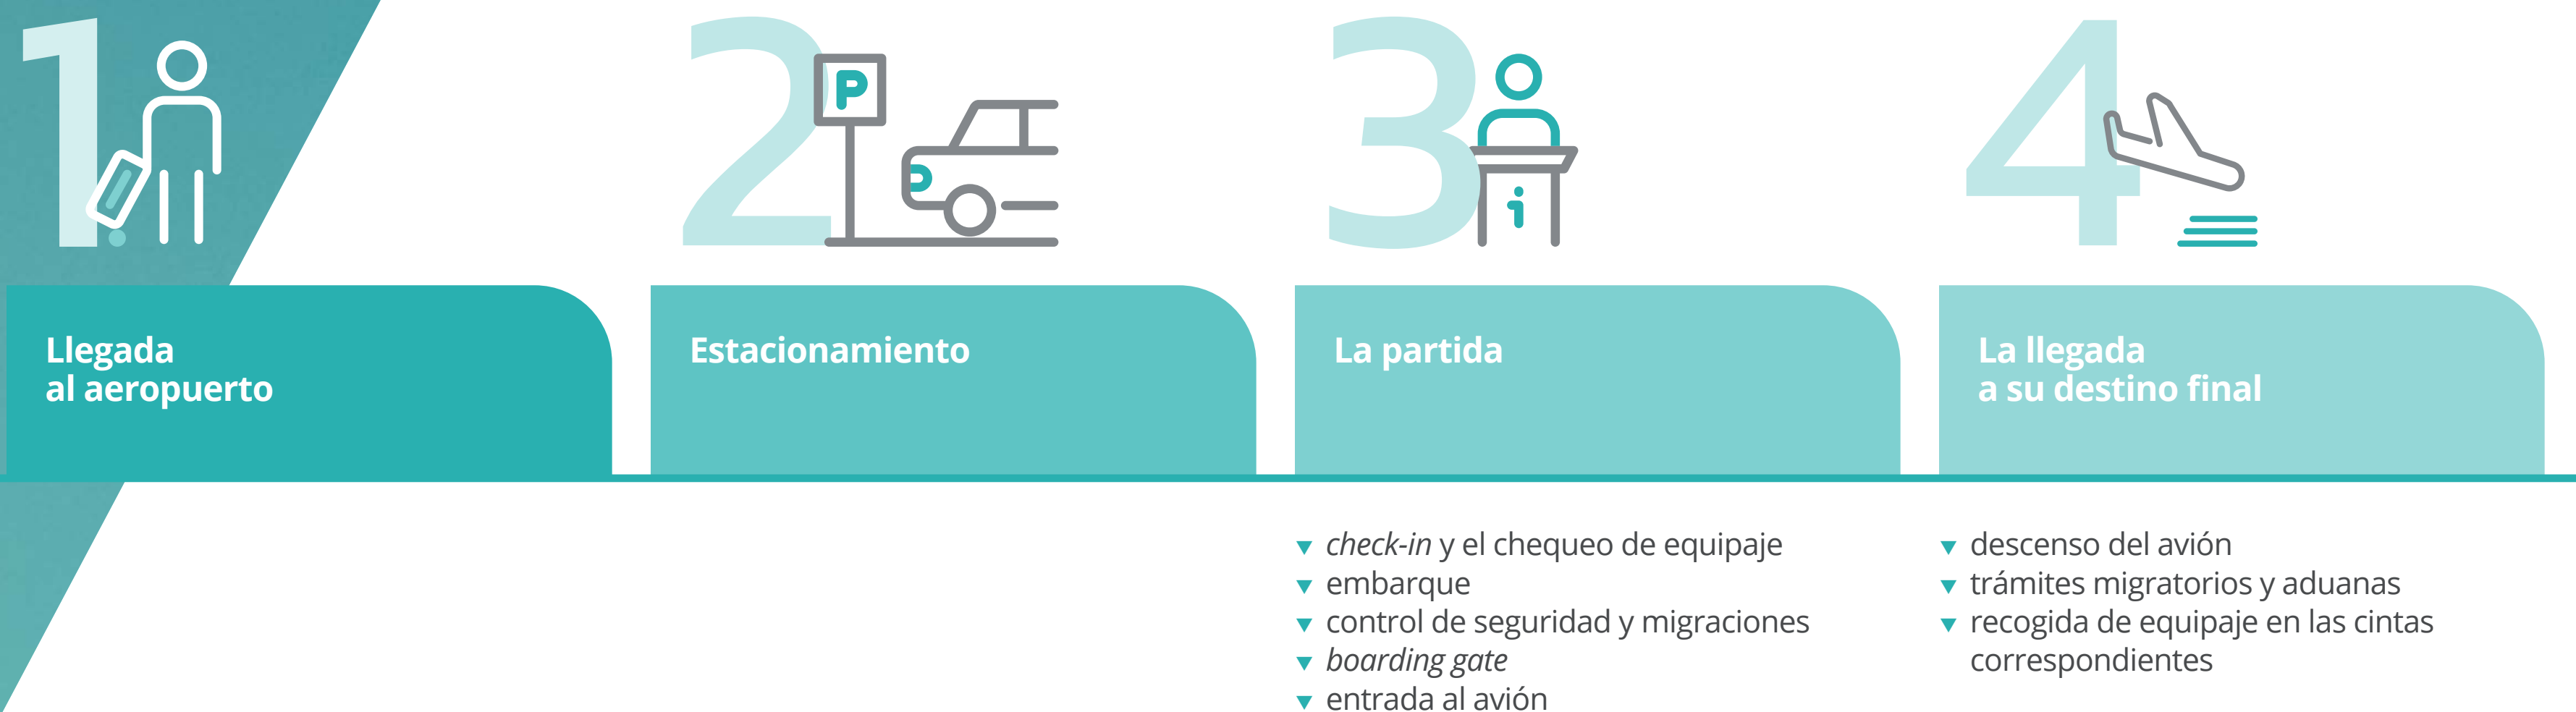 1
Llegada
al aeropuerto
2
P
Estacionamiento
3
i
La partida
check-in y el chequeo de equipaje
embarque
control de seguridad y migraciones
boarding gate
entrada al avión
4
La llegada
a su destino final
descenso del avión
trámites migratorios y aduanas
recogida de equipaje en las cintas
correspondientes